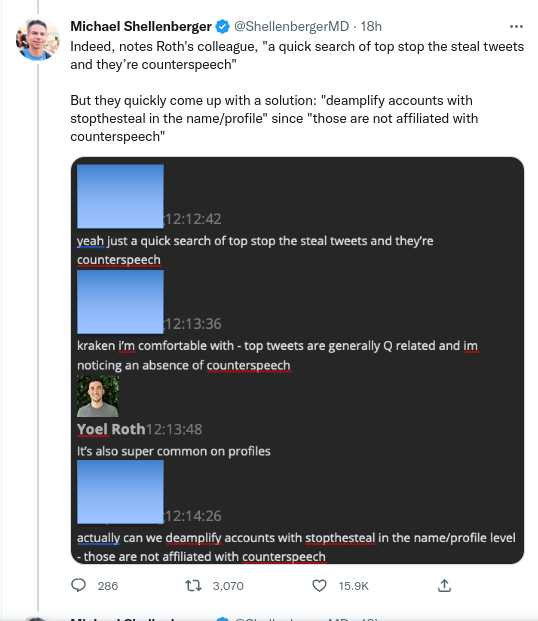 Michael Shellenberger @ShellenbergerMD · 18h
Indeed, notes Roth's colleague, "a quick search of top stop the steal tweets
and they're counterspeech"
But they quickly come up with a solution: "deamplify accounts with
stopthesteal in the name/profile" since "those are not affiliated with
counterspeech"
12:12:42
yeah just a quick search of top stop the steal tweets and they're
counterspeech
12:13:36
kraken i'm comfortable with - top tweets are generally Q related and im
noticing an absence of counterspeech
Yoel Roth12:13:48
It's also super common on profiles
12:14:26
actually can we deamplify accounts with stopthesteal in the name/profile level
- those are not affiliated with counterspeech
286 3,070 15.9K